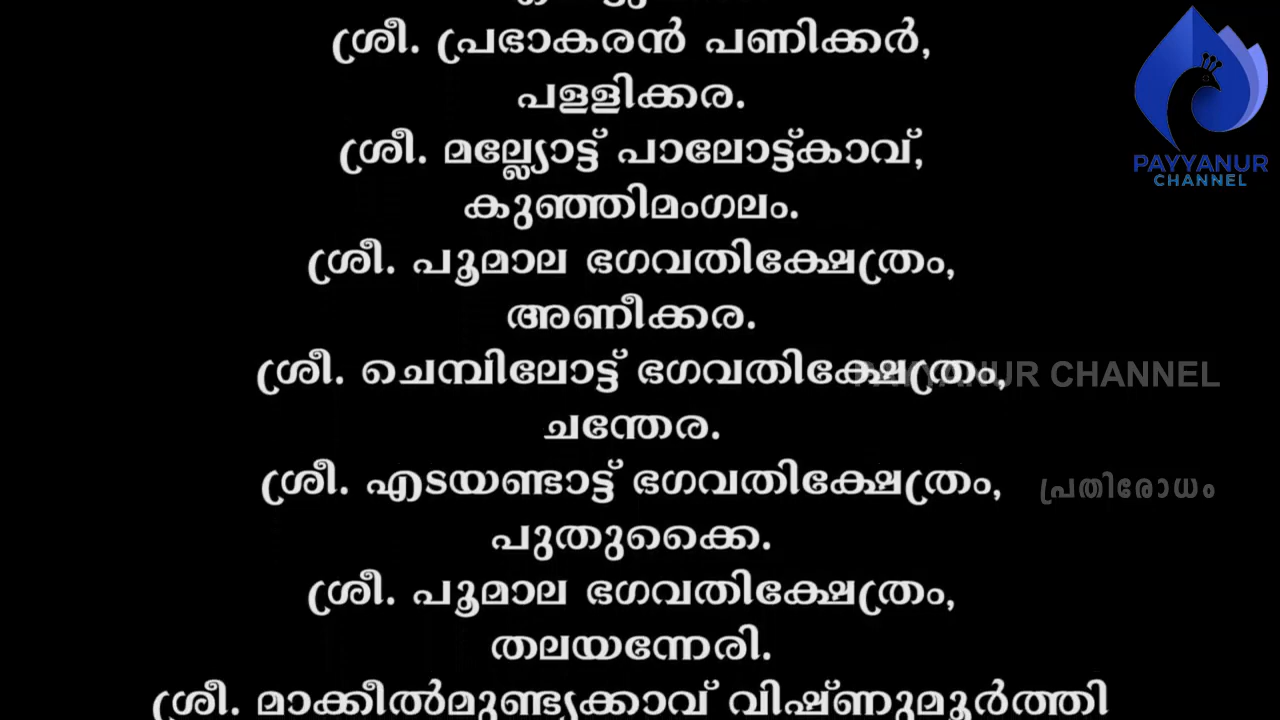 ശ്രീ. പ്രഭാകരൻ പണിക്കർ,
പള്ളിക്കര.
ശ്രീ. മല്ല്യോട്ട് പാലോട്ട്കാവ്,
കുഞ്ഞിമംഗലം.
ശ്രീ. പൂമാല ഭഗവതിക്ഷേത്രം,
അണീക്കര.
ശ്രീ. ചെമ്പിലോട്ട് ഭഗവതിക്ഷേത്രം,
ചന്തേര.
ശ്രീ. എടയണ്ടാട്ട് ഭഗവതിക്ഷേത്രം,
പുതുക്കൈ.
ശ്രീ. പൂമാല ഭഗവതിക്ഷേത്രം,
തലയന്നേരി.
ശ്രീ. മാക്കീൽമുണ്ട്യക്കാവ് വിഷ്ണുമൂർത്തി
PAYYANUR
CHANNEL
PAYYANUR CHANNEL
പ്രതിരോധം